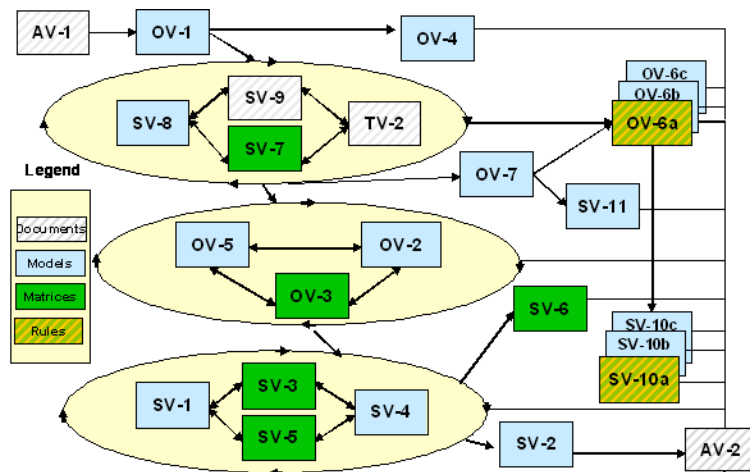 AV-1
OV-1
OV-4
OV-6c
OV-6b
OV-6a
SV-9
SV-8
TV-2
SV-7
Legend
OV-7
SV-11
Documents
Models
Matrices
Rules
OV-5
OV-2
OV-3
SV-6
SV-10c
SV-10b
SV-10a
SV-3
SV-1
SV-4
SV-5
SV-2
AV-2